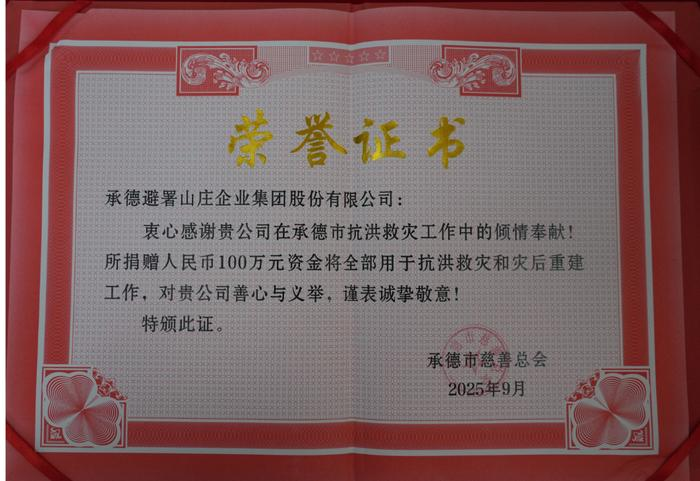 荣誉证书
承德避暑山庄企业集团股份有限公司：
衷心感谢贵公司在承德市抗洪救灾工作中的倾情奉献！
所捐赠人民币100万元资金将全部用于抗洪救灾和灾后重建
工作，对贵公司善心与义举，谨表诚挚敬意！
特颁此证。
承德市慈善总会
2025年9月